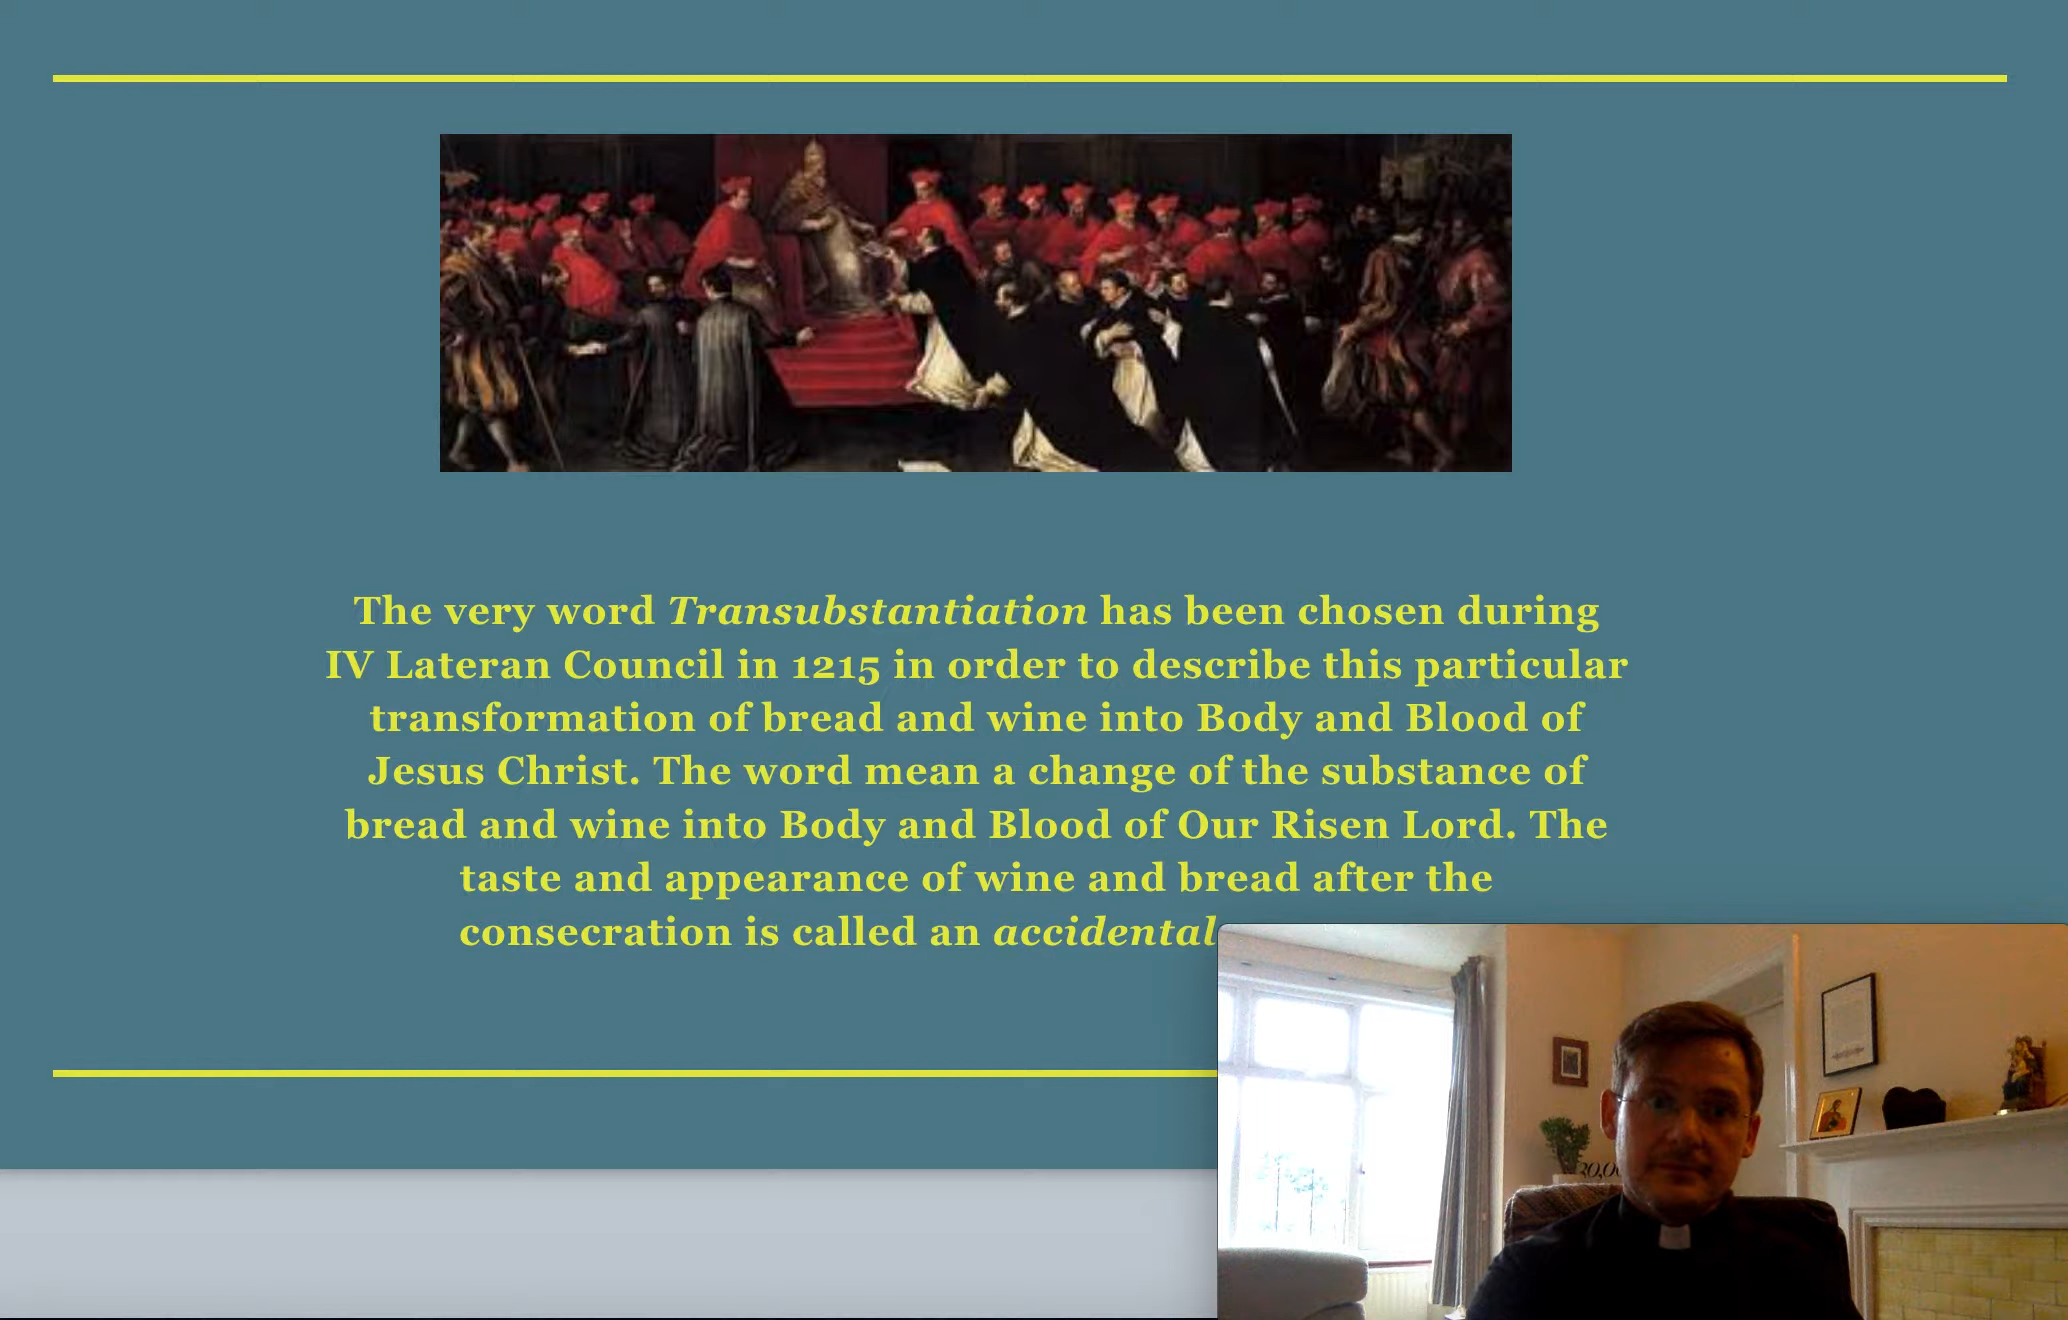 The very word Transubstantiation has been chosen during
IV Lateran Council in 1215 in order to describe this particular
transformation of bread and wine into Body and Blood of
Jesus Christ. The word mean a change of the substance of
bread and wine into Body and Blood of Our Risen Lord. The
taste and appearance of wine and bread after the
consecration is called an accidental